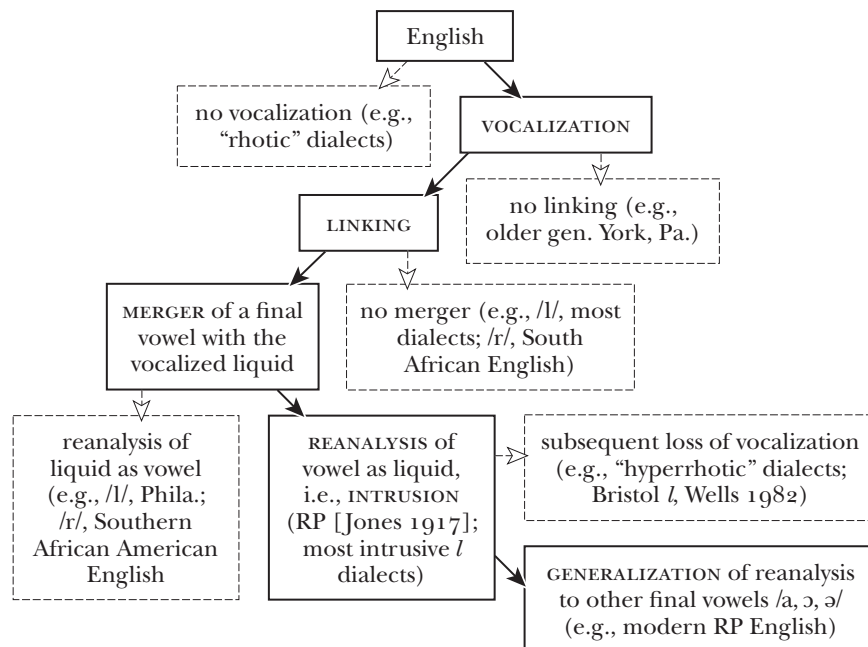 English
no vocalization (e.g.,
“rhotic” dialects)
VOCALIZATION
LINKING
no linking (e.g.,
older gen. York, Pa.)
MERGER of a final
vowel with the
vocalized liquid
no merger (e.g., /l/, most
dialects; /r/, South
African English)
reanalysis of
liquid as vowel
(e.g., /l/, Phila.;
/r/, Southern
African American
English
REANALYSIS of
vowel as liquid,
i.e., INTRUSION
(RP [Jones 1917];
most intrusive l
dialects)
subsequent loss of vocalization
(e.g., “hyperrhotic” dialects;
Bristol l, Wells 1982)
GENERALIZATION of reanalysis
to other final vowels /a, ɔ, ə/
(e.g., modern RP English)